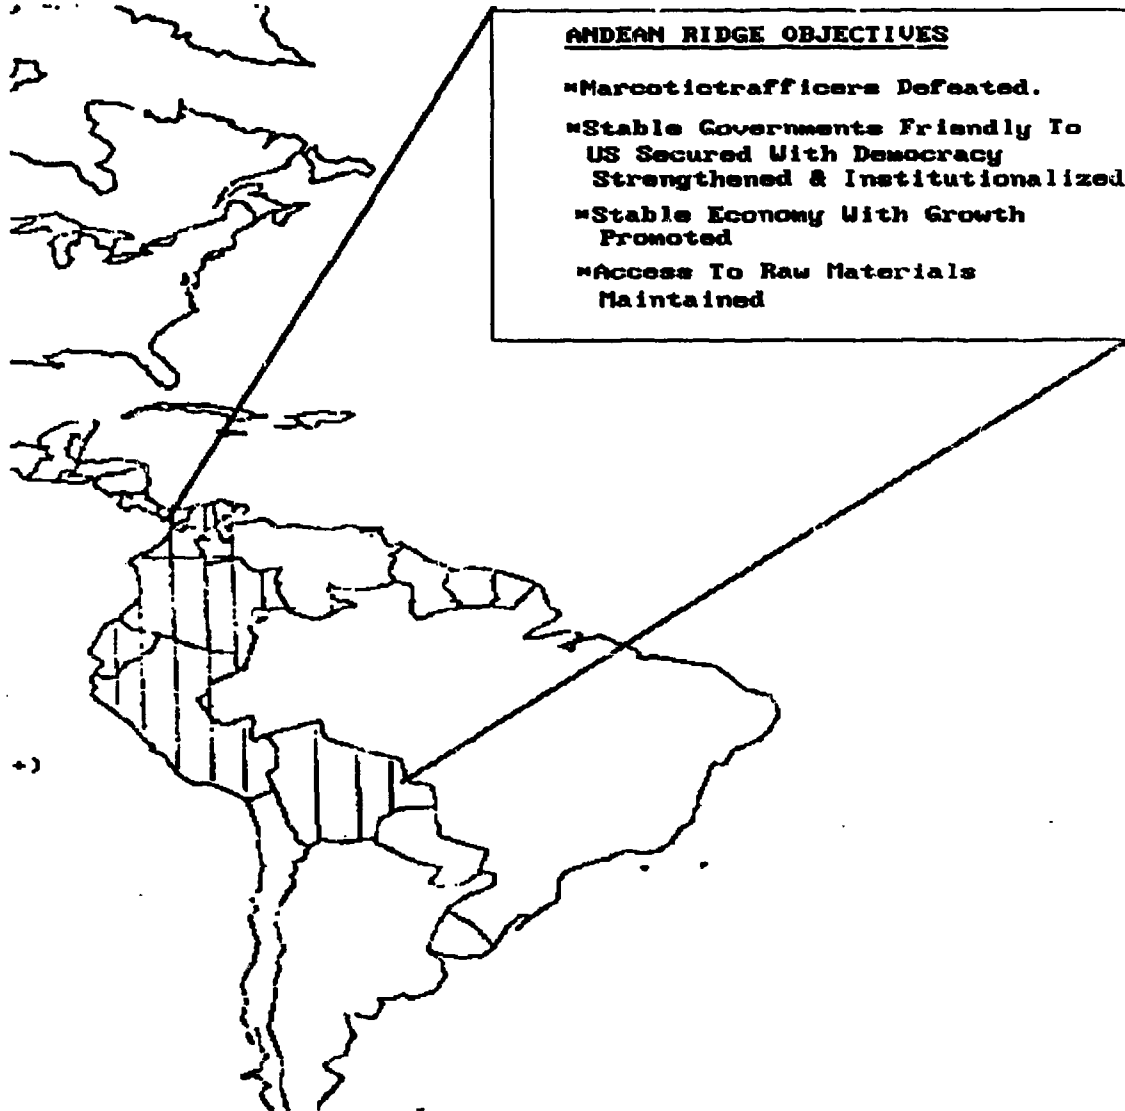 ANDEAN RIDGE OBJECTIVES
*Marcotictrafficers Defeated.
*Stable Governments Friendly To
US Secured With Democracy
Strengthened & Institutionalized
*Stable Economy With Growth
Promoted
*Access To Raw Materials
Maintained